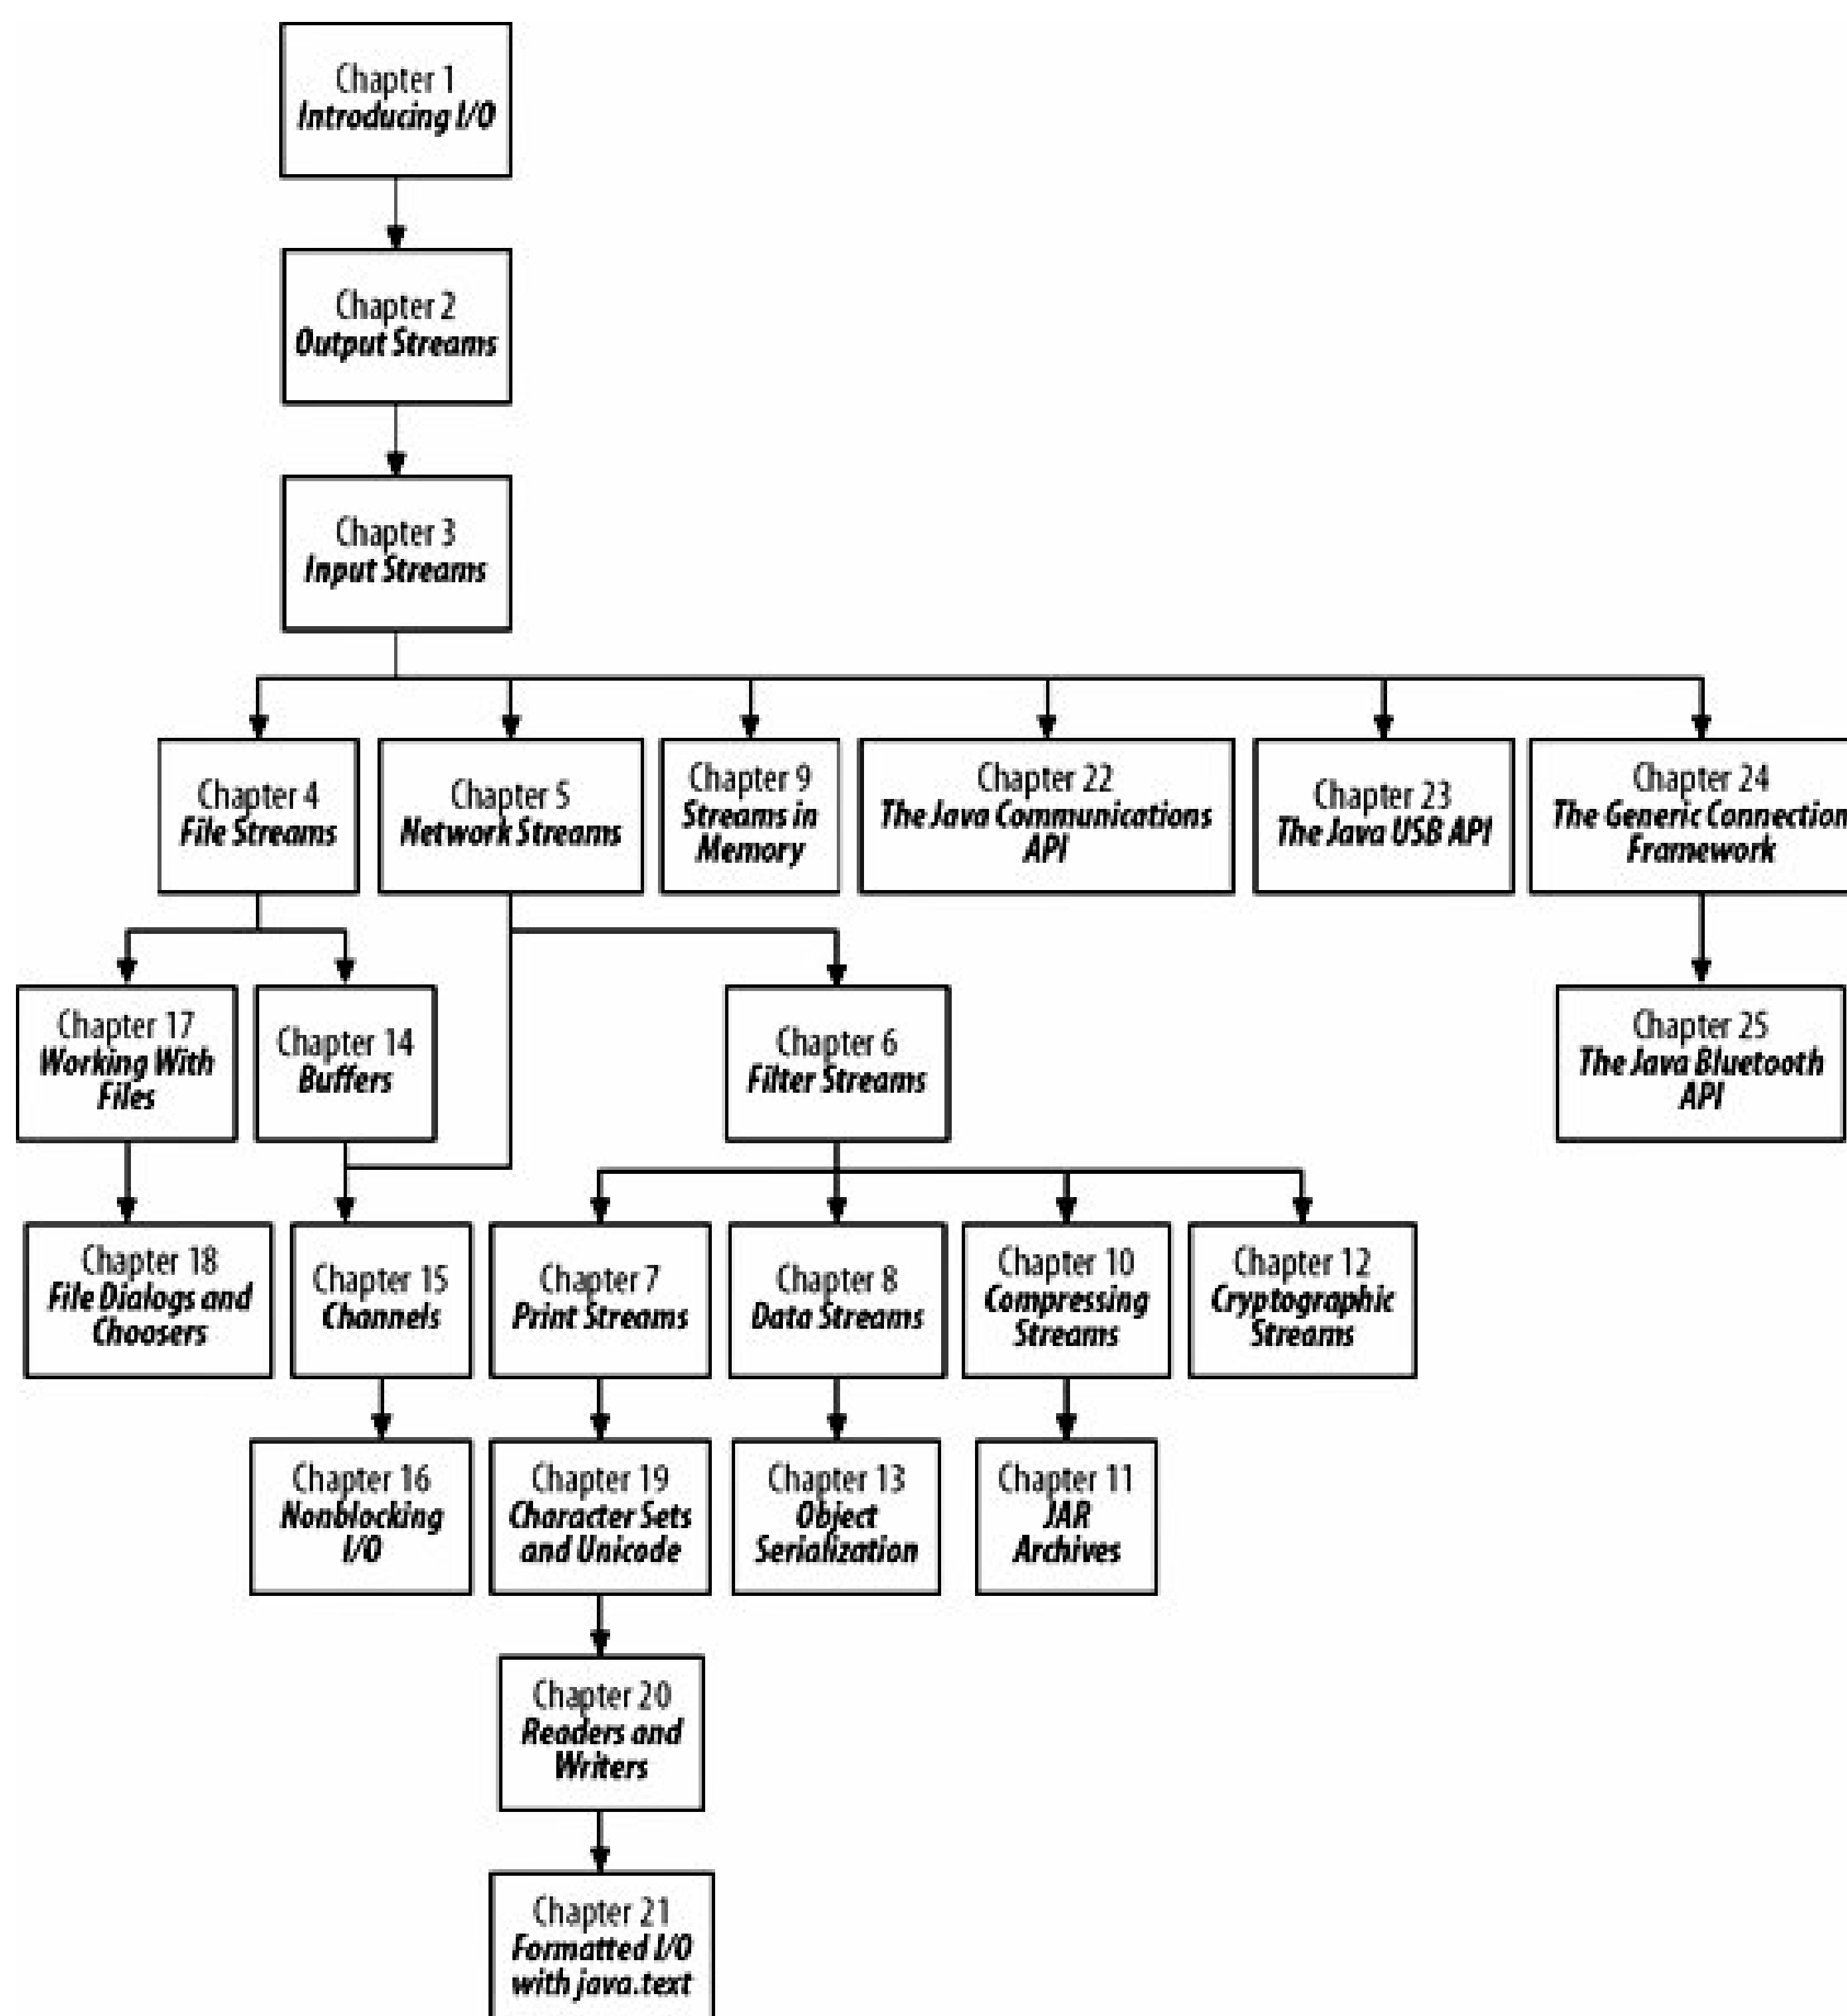 Chapter 1
Introducing I/O
Chapter 2
Output Streams
Chapter 3
Input Streams
Chapter 4
File Streams
Chapter 5
Network Streams
Chapter 9
Streams in
Memory
Chapter 22
The Java Communications
API
Chapter 23
The Java USB API
Chapter 24
The Generic Connection
Framework
Chapter 17
Working With
Files
Chapter 14
Buffers
Chapter 6
Filter Streams
Chapter 25
The Java Bluetooth
API
Chapter 18
File Dialogs and
Choosers
Chapter 15
Channels
Chapter 7
Print Streams
Chapter 8
Data Streams
Chapter 10
Compressing
Streams
Chapter 12
Cryptographic
Streams
Chapter 16
Nonblocking
I/O
Chapter 19
Character Sets
and Unicode
Chapter 13
Object
Serialization
Chapter 11
JAR
Archives
Chapter 20
Readers and
Writers
Chapter 21
Formatted I/O
with java.text